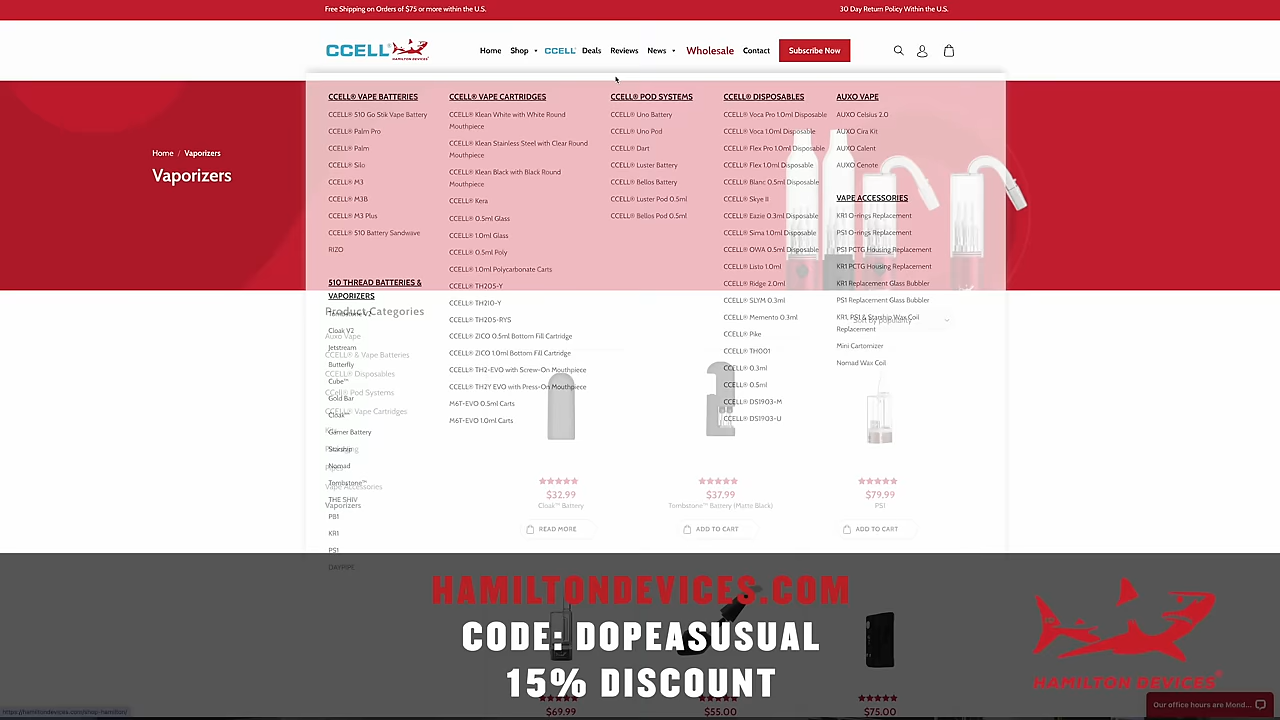 Free Shipping on Orders of $75 or more within the U.S.
30 Day Return Policy Within the U.S.
CCELL® HAMILTON DEVICES
Home Shop CCELL® Deals Reviews News Wholesale Contact Subscribe Now
Home / Vaporizers
Vaporizers
CCELL® VAPE BATTERIES
CCELL® 510 Go Stik Vape Battery
CCELL® Palm Pro
CCELL® Palm
CCELL® Silo
CCELL® M3
CCELL® M3B
CCELL® M3 Plus
CCELL® 510 Battery Sandwave
RIZO
510 THREAD BATTERIES &
VAPORIZERS
Tombstone V2
Cloak V2
Jetstream
Butterfly
Cube™
Gold Bar
Cloak™
Gamer Battery
Starship
Nomad
Tombstone™
THE SHIV
PB1
KR1
PS1
DAYPIPE
CCELL® VAPE CARTRIDGES
CCELL® Klean White with White Round
Mouthpiece
CCELL® Klean Stainless Steel with Clear Round
Mouthpiece
CCELL® Klean Black with Black Round
Mouthpiece
CCELL® Kera
CCELL® 0.5ml Glass
CCELL® 1.0ml Glass
CCELL® 0.5ml Poly
CCELL® 1.0ml Polycarbonate Carts
CCELL® TH205-Y
CCELL® TH210-Y
CCELL® TH205-RYS
CCELL® ZICO 0.5ml Bottom Fill Cartridge
CCELL® ZICO 1.0ml Bottom Fill Cartridge
CCELL® TH2-EVO with Screw-On Mouthpiece
CCELL® TH2Y EVO with Press-On Mouthpiece
M6T-EVO 0.5ml Carts
M6T-EVO 1.0ml Carts
CCELL® POD SYSTEMS
CCELL® Uno Battery
CCELL® Uno Pod
CCELL® Dart
CCELL® Luster Battery
CCELL® Bellos Battery
CCELL® Luster Pod 0.5ml
CCELL® Bellos Pod 0.5ml
CCELL® DISPOSABLES
CCELL® Voca Pro 1.0ml Disposable
CCELL® Voca 1.0ml Disposable
CCELL® Flex Pro 1.0ml Disposable
CCELL® Flex 1.0ml Disposable
CCELL® Blanc 0.5ml Disposable
CCELL® Skye II
CCELL® Eazie 0.3ml Disposable
CCELL® Sima 1.0ml Disposable
CCELL® OWA 0.5ml Disposable
CCELL® Listo 1.0ml
CCELL® Ridge 2.0ml
CCELL® SLYM 0.3ml
CCELL® Memento 0.3ml
CCELL® Pike
CCELL® TH001
CCELL® 0.3ml
CCELL® 0.5ml
CCELL® DS1903-M
CCELL® DS1903-U
AUXO VAPE
AUXO Celsius 2.0
AUXO Cira Kit
AUXO Calent
AUXO Cenote
VAPE ACCESSORIES
KR1 O-rings Replacement
PS1 O-rings Replacement
PS1 PCTG Housing Replacement
KR1 PCTG Housing Replacement
KR1 Replacement Glass Bubbler
PS1 Replacement Glass Bubbler
KR1, PS1 & Starship Wax Coil
Replacement
Mini Cartomizer
Nomad Wax Coil
Sort by popularity
Product Categories
Auxo Vape
CCELL® & Vape Batteries
CCELL® Disposables
CCell® Pod Systems
CCELL® Vape Cartridges
Pipes
Vape Accessories
Vaporizers
$32.99
Cloak™ Battery
READ MORE
$37.99
Tombstone™ Battery (Matte Black)
ADD TO CART
$79.99
PS1
ADD TO CART
HAMILTONDEVICES.COM
CODE: DOPEASUSUAL
15% DISCOUNT
HAMILTON DEVICES®
$69.99
$55.00
$75.00
Our office hours are Mond...
https://hamiltondevices.com/shop-hamilton/